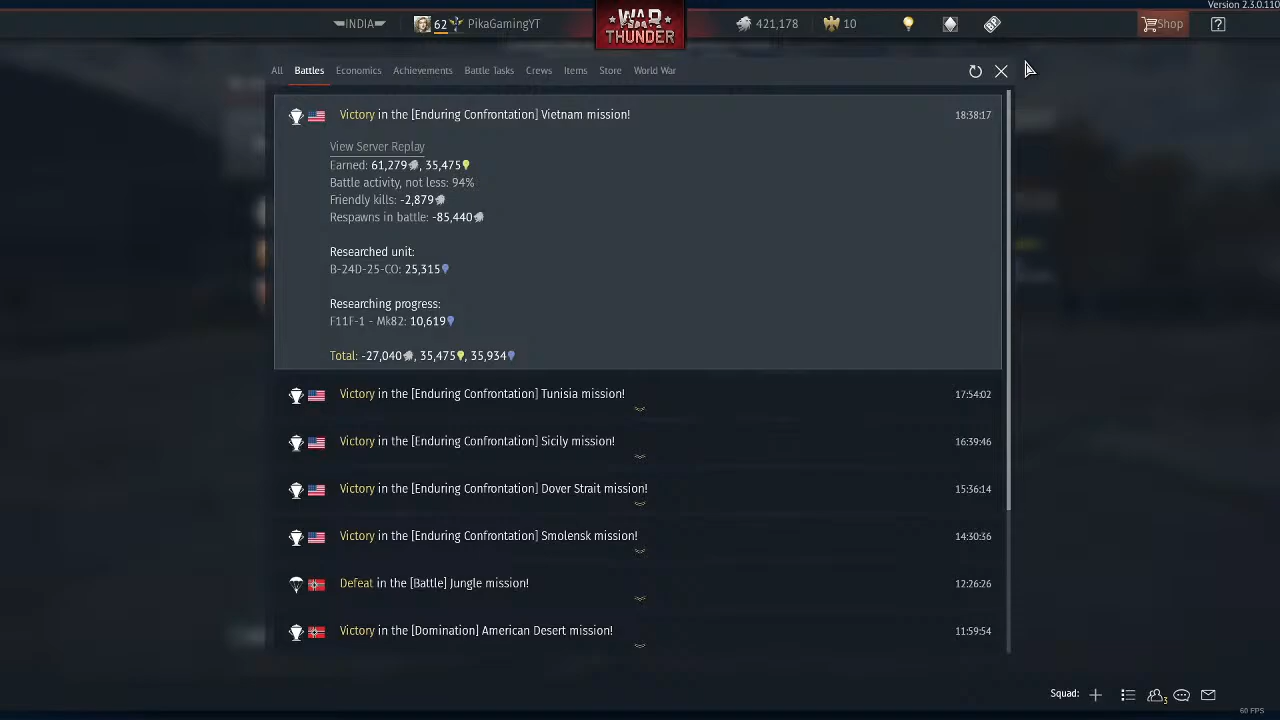 Version 2.3.0.110
INDIA
62
PikaGamingYT
WAR THUNDER
421,178
10
Shop
All Battles Economics Achievements Battle Tasks Crews Items Store World War
Victory in the [Enduring Confrontation] Vietnam mission! 18:38:17
View Server Replay
Earned: 61,279, 35,475
Battle activity, not less: 94%
Friendly kills: -2,879
Respawns in battle: -85,440
Researched unit:
B-24D-25-CO: 25,315
Researching progress:
F11F-1 - Mk82: 10,619
Total: -27,040, 35,475, 35,934
Victory in the [Enduring Confrontation] Tunisia mission! 17:54:02
Victory in the [Enduring Confrontation] Sicily mission! 16:39:46
Victory in the [Enduring Confrontation] Dover Strait mission! 15:36:14
Victory in the [Enduring Confrontation] Smolensk mission! 14:30:36
Defeat in the [Battle] Jungle mission! 12:26:26
Victory in the [Domination] American Desert mission! 11:59:54
Squad:
3
60 FPS